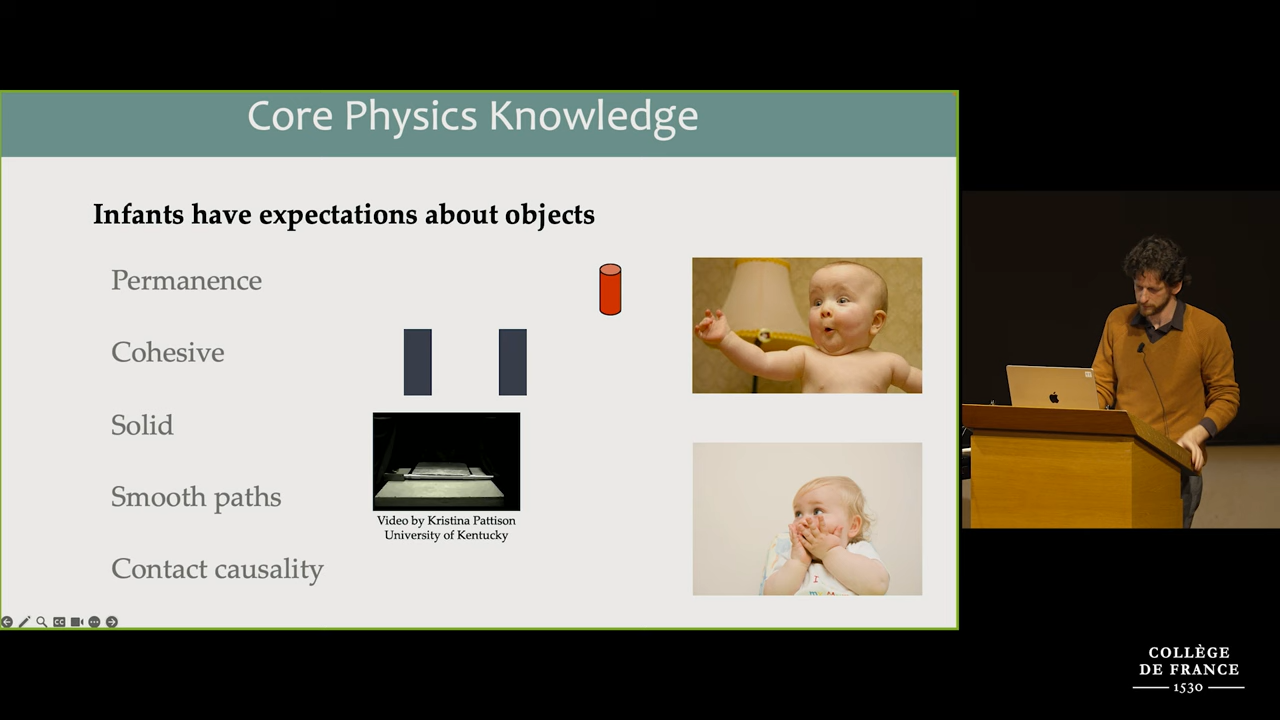 Core Physics Knowledge
Infants have expectations about objects
Permanence
Cohesive
Solid
Smooth paths
Contact causality
Video by Kristina Pattison
University of Kentucky
COLLÈGE
DE FRANCE
1530